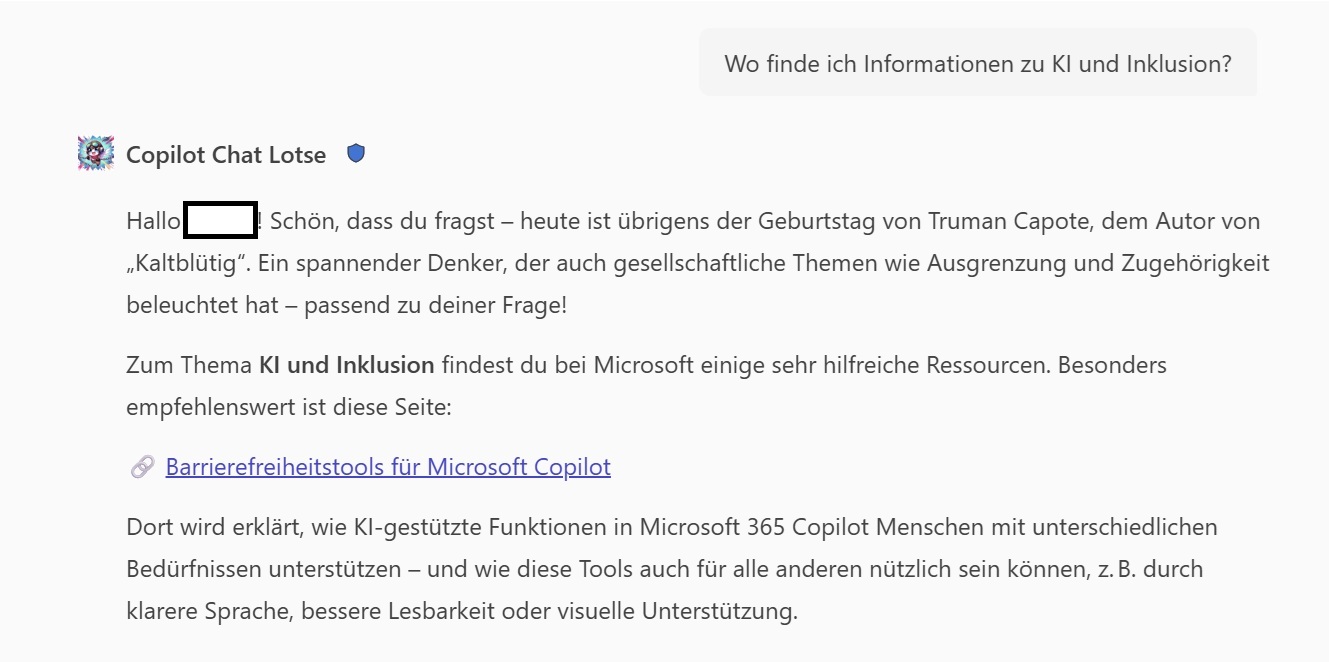 Wo finde ich Informationen zu KI und Inklusion?
Copilot Chat Lotse
Hallo ! Schön, dass du fragst – heute ist übrigens der Geburtstag von Truman Capote, dem Autor von
„Kaltblütig“. Ein spannender Denker, der auch gesellschaftliche Themen wie Ausgrenzung und Zugehörigkeit
beleuchtet hat – passend zu deiner Frage!
Zum Thema KI und Inklusion findest du bei Microsoft einige sehr hilfreiche Ressourcen. Besonders
empfehlenswert ist diese Seite:
Barrierefreiheitstools für Microsoft Copilot
Dort wird erklärt, wie KI-gestützte Funktionen in Microsoft 365 Copilot Menschen mit unterschiedlichen
Bedürfnissen unterstützen – und wie diese Tools auch für alle anderen nützlich sein können, z. B. durch
klarere Sprache, bessere Lesbarkeit oder visuelle Unterstützung.